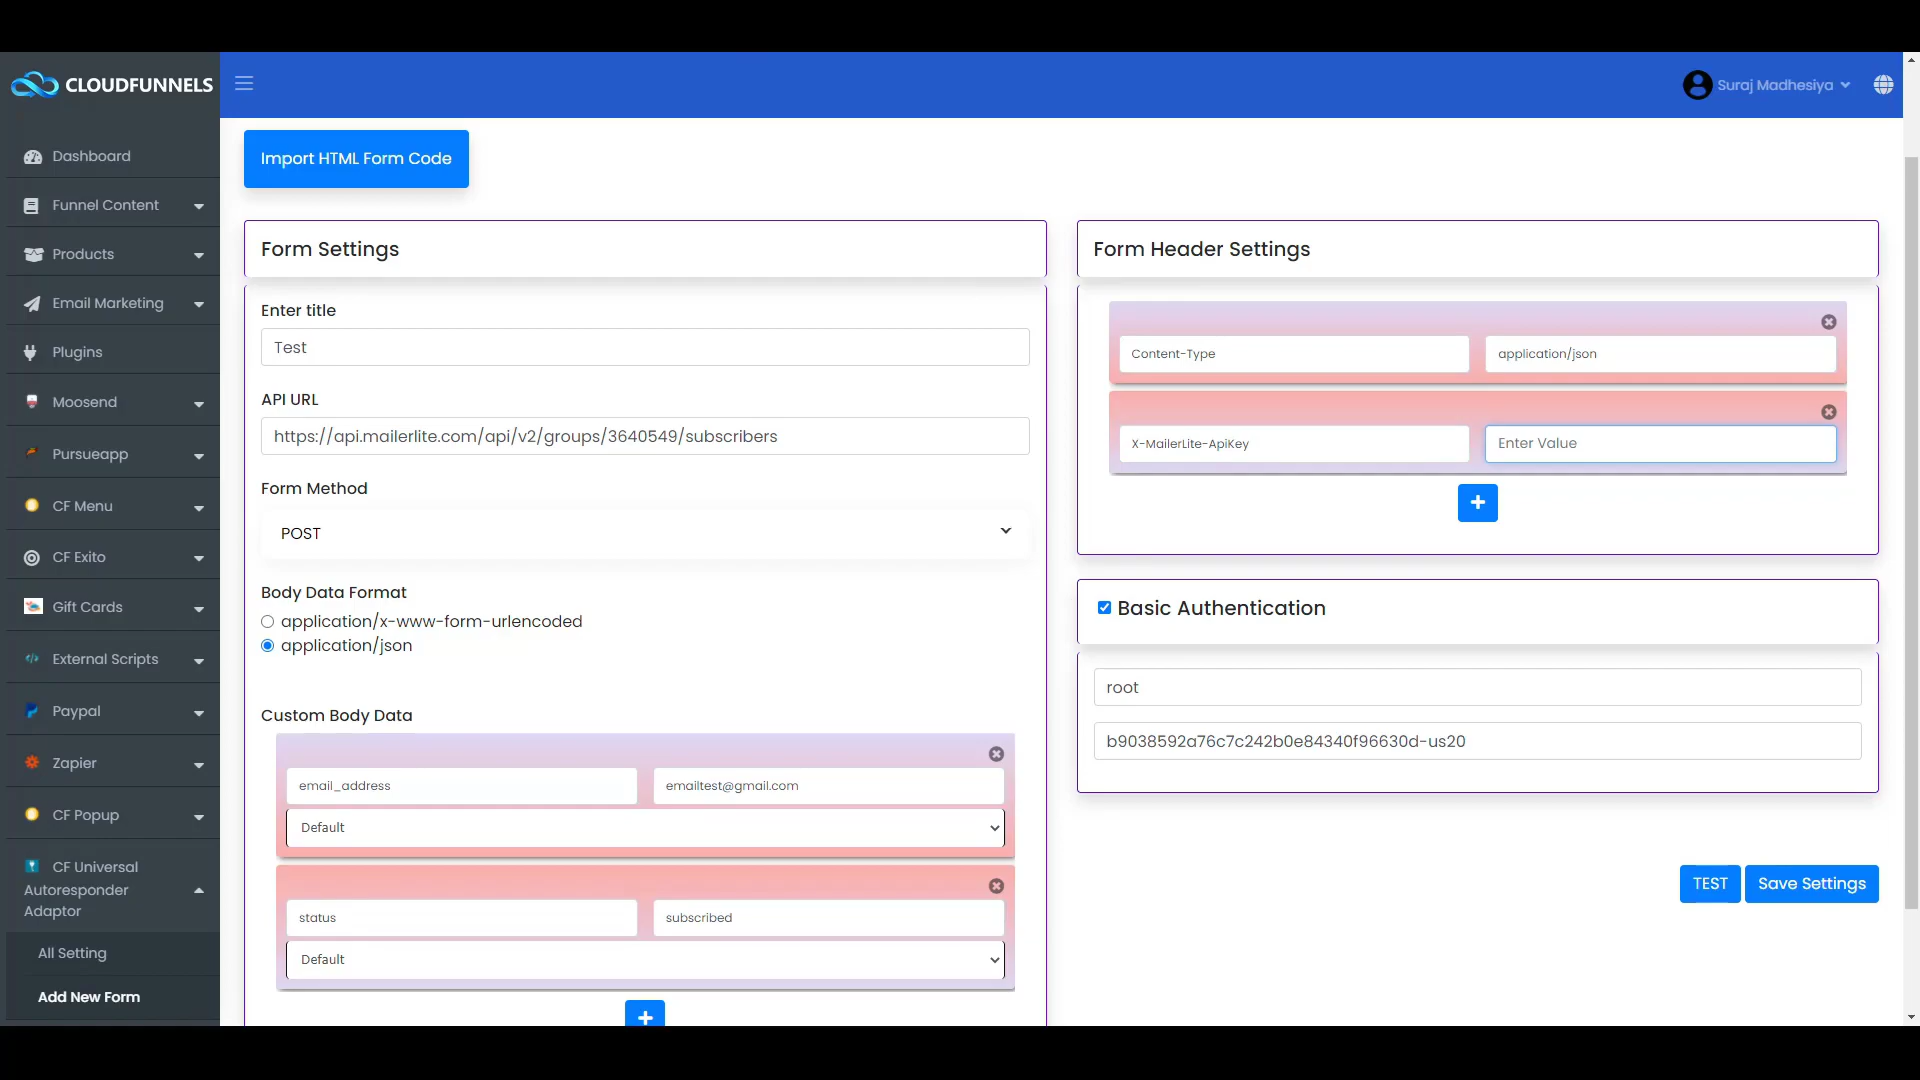 CLOUDFUNNELS
Suraj Madhesiya
Dashboard
Funnel Content
Products
Email Marketing
Plugins
Moosend
Pursueapp
CF Menu
CF Exito
Gift Cards
External Scripts
Paypal
Zapier
CF Popup
CF Universal
Autoresponder
Adaptor
All Setting
Add New Form
Import HTML Form Code
Form Settings
Enter title
Test
API URL
https://api.mailerlite.com/api/v2/groups/3640549/subscribers
Form Method
POST
Body Data Format
application/x-www-form-urlencoded
application/json
Custom Body Data
email_address emailtest@gmail.com
Default
status subscribed
Default
+
Form Header Settings
Content-Type application/json
X-MailerLite-ApiKey Enter Value
+
Basic Authentication
root
b9038592a76c7c242b0e84340f96630d-us20
TEST Save Settings